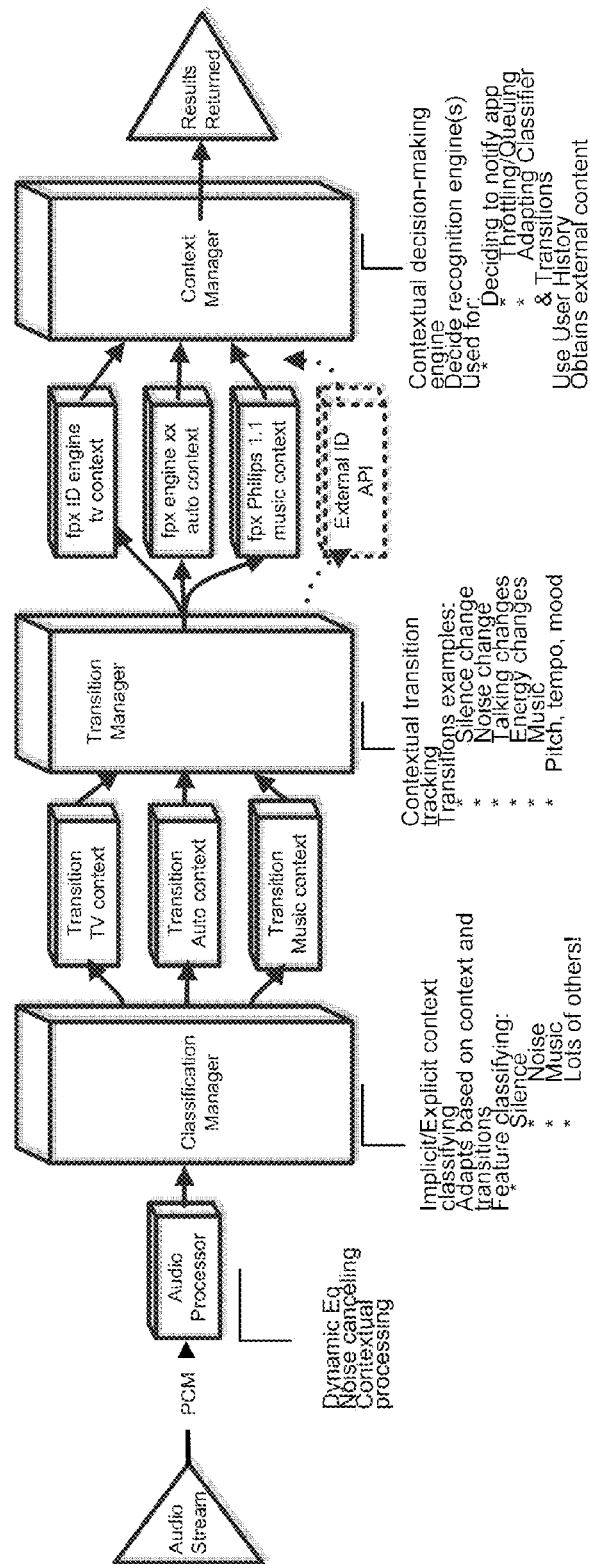 Audio
Stream
PCM
Audio
Processor
Dynamic Eq
Noise canceling
Contextual
processing
Classification
Manager
Implicit/Explicit context
classifying
Adapts based on context and
transitions
Feature classifying:
* Silence
* Noise
* Music
* Lots of others!
Transition
TV context
Transition
Auto context
Transition
Music context
Transition
Manager
Contextual transition
tracking
Transitions examples:
* Silence change
* Noise change
* Talking changes
* Energy changes
* Music
* Pitch, tempo, mood
fpx ID engine
tv context
fpx engine xx
auto context
fpx Philips 1.1
music context
External ID
API
Context
Manager
Contextual decision-making
engine
Decide recognition engine(s)
Used for:
* Deciding to notify app
* Throttling/Queuing
* Adapting Classifier
& Transitions
Use User History
Obtains external content
Results
Returned